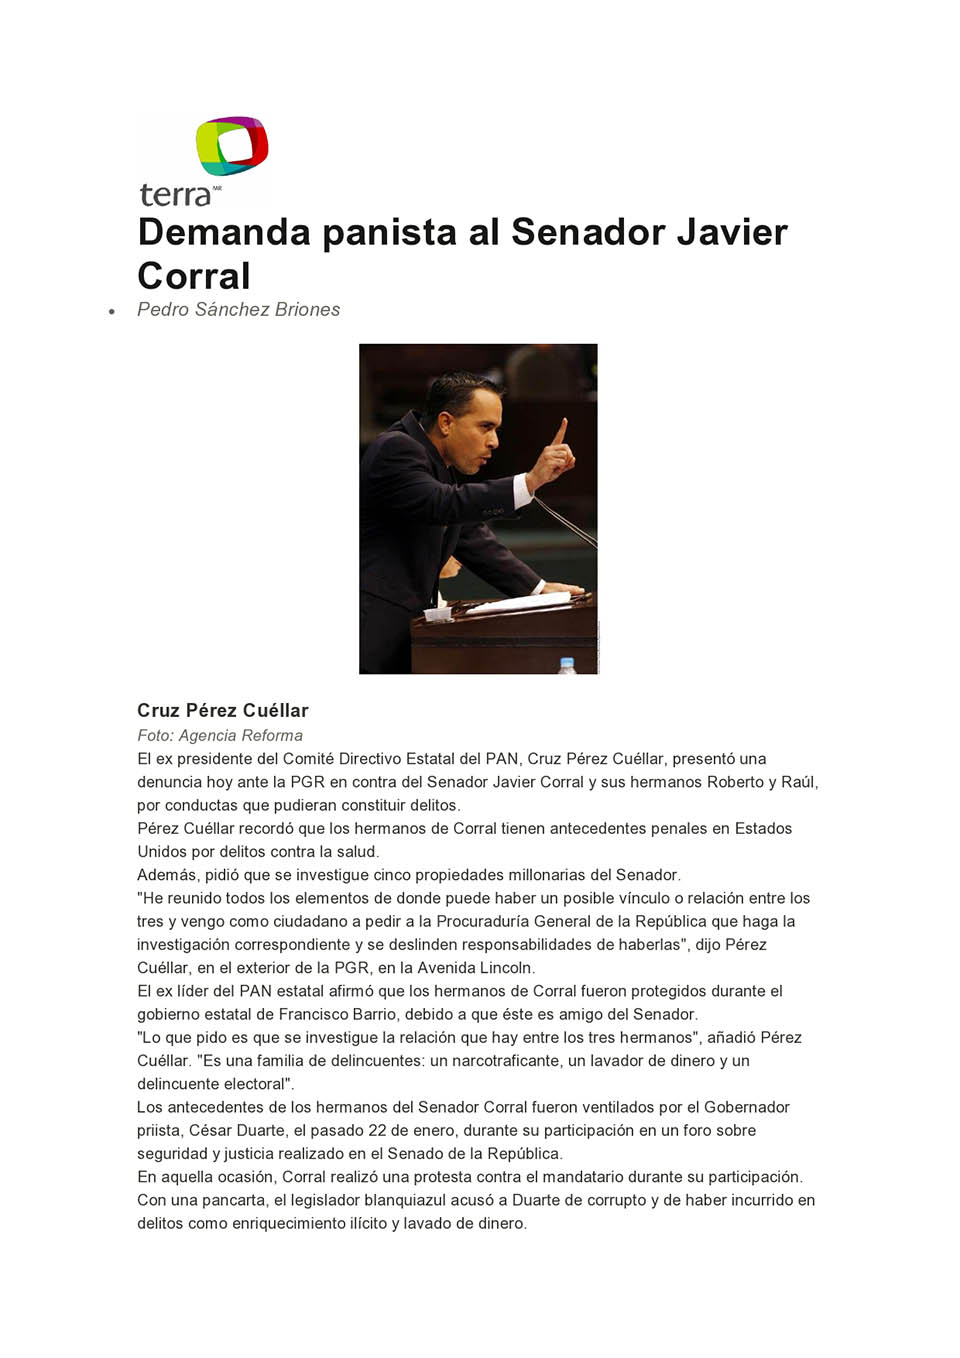 terra MR
Demanda panista al Senador Javier
Corral
• Pedro Sánchez Briones
Cruz Pérez Cuéllar
Foto: Agencia Reforma
El ex presidente del Comité Directivo Estatal del PAN, Cruz Pérez Cuéllar, presentó una
denuncia hoy ante la PGR en contra del Senador Javier Corral y sus hermanos Roberto y Raúl,
por conductas que pudieran constituir delitos.
Pérez Cuéllar recordó que los hermanos de Corral tienen antecedentes penales en Estados
Unidos por delitos contra la salud.
Además, pidió que se investigue cinco propiedades millonarias del Senador.
"He reunido todos los elementos de donde puede haber un posible vínculo o relación entre los
tres y vengo como ciudadano a pedir a la Procuraduría General de la República que haga la
investigación correspondiente y se deslinden responsabilidades de haberlas", dijo Pérez
Cuéllar, en el exterior de la PGR, en la Avenida Lincoln.
El ex líder del PAN estatal afirmó que los hermanos de Corral fueron protegidos durante el
gobierno estatal de Francisco Barrio, debido a que éste es amigo del Senador.
"Lo que pido es que se investigue la relación que hay entre los tres hermanos", añadió Pérez
Cuéllar. "Es una familia de delincuentes: un narcotraficante, un lavador de dinero y un
delincuente electoral".
Los antecedentes de los hermanos del Senador Corral fueron ventilados por el Gobernador
priista, César Duarte, el pasado 22 de enero, durante su participación en un foro sobre
seguridad y justicia realizado en el Senado de la República.
En aquella ocasión, Corral realizó una protesta contra el mandatario durante su participación.
Con una pancarta, el legislador blanquiazul acusó a Duarte de corrupto y de haber incurrido en
delitos como enriquecimiento ilícito y lavado de dinero.